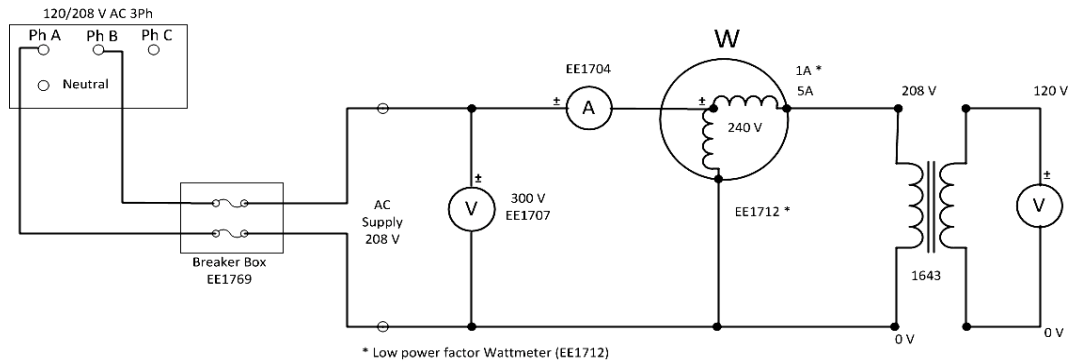 120/208 V AC 3Ph
Ph A Ph B Ph C
Neutral
Breaker Box
EE1769
AC
Supply
208 V
±
V
300 V
EE1707
EE1704
±
A
W
±
240 V
1A *
5A
EE1712 *
208 V
0 V
1643
120 V
±
V
0 V
* Low power factor Wattmeter (EE1712)